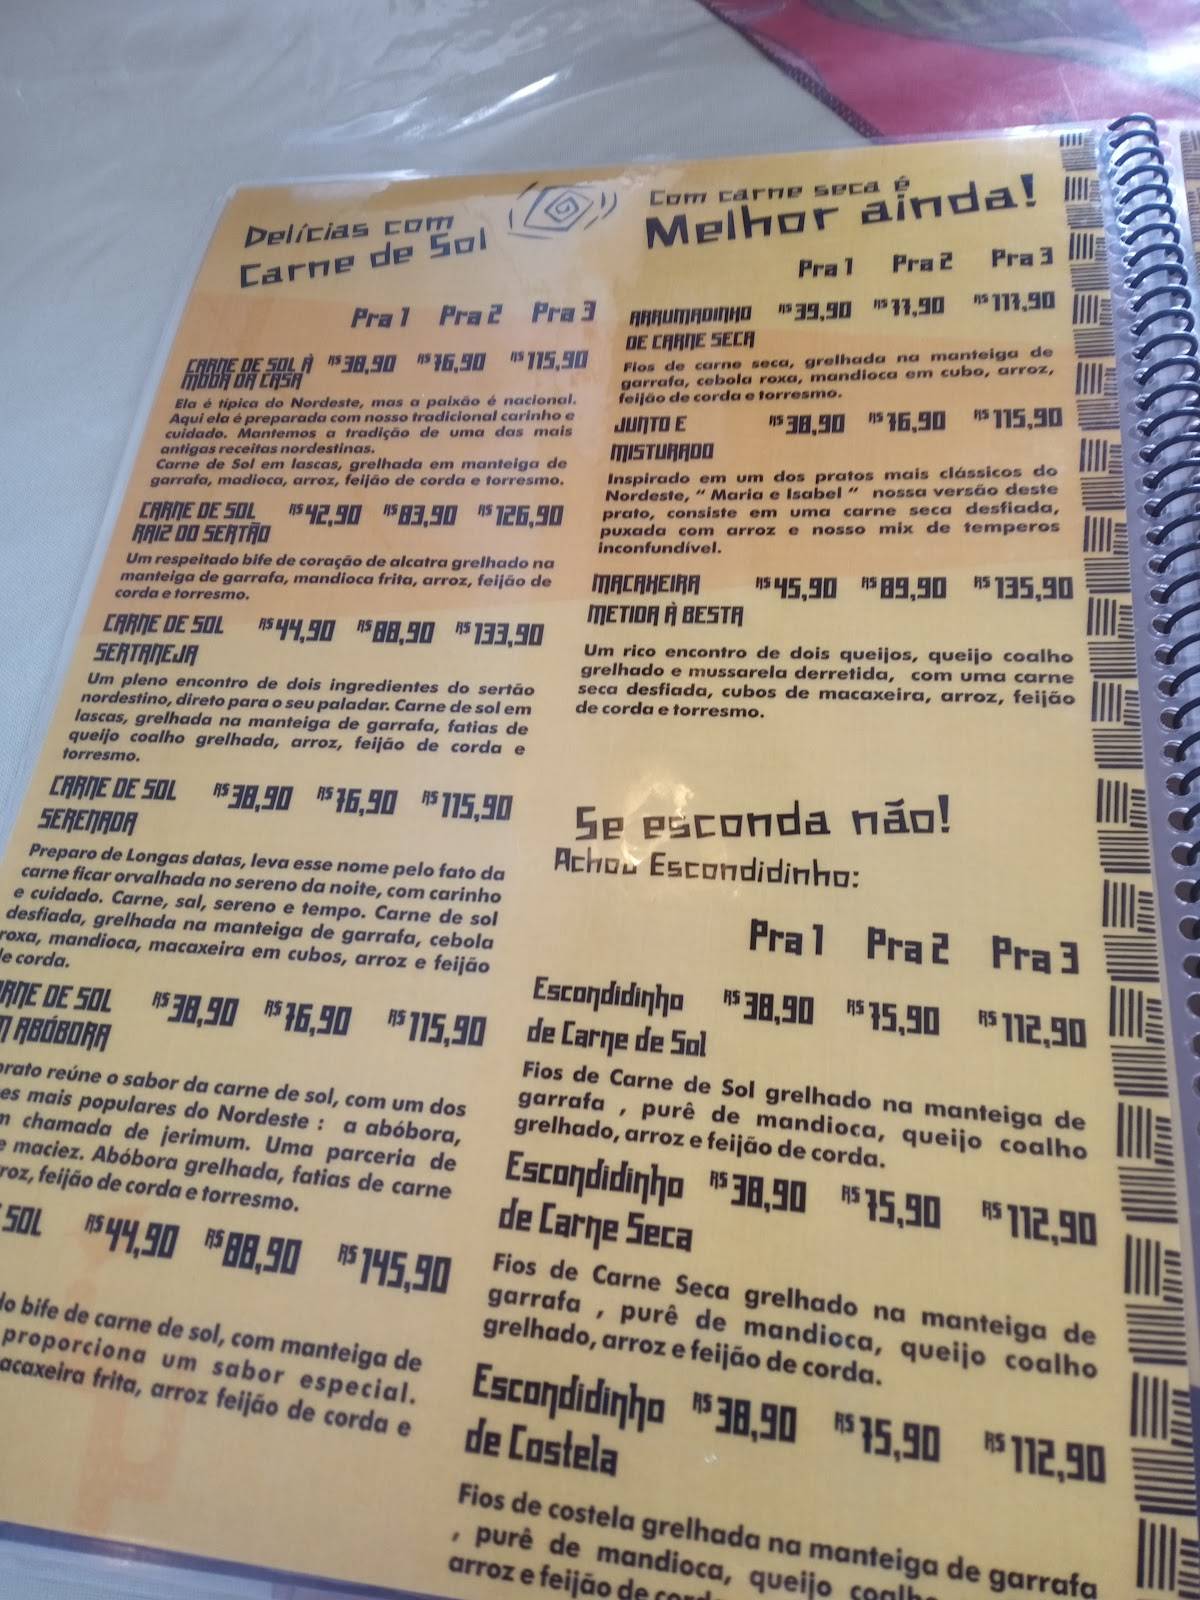 Delícias com
Carne de Sol
Pra 1 Pra 2 Pra 3
CARNE DE SOL À R$38,90 R$76,90 R$115,90
MODA DA CASA
Ela é típica do Nordeste, mas a paixão é nacional.
Aqui ela é preparada com nosso tradicional carinho e
cuidado. Mantemos a tradição de uma das mais
antigas receitas nordestinas.
Carne de Sol em lascas, grelhada em manteiga de
garrafa, madioca, arroz, feijão de corda e torresmo.
CARNE DE SOL R$42,90 R$83,90 R$126,90
RAIZ DO SERTÃO
Um respeitado bife de coração de alcatra grelhado na
manteiga de garrafa, mandioca frita, arroz, feijão de
corda e torresmo.
CARNE DE SOL R$44,90 R$88,90 R$133,90
SERTANEJA
Um pleno encontro de dois ingredientes do sertão
nordestino, direto para o seu paladar. Carne de sol em
lascas, grelhada na manteiga de garrafa, fatias de
queijo coalho grelhada, arroz, feijão de corda e
torresmo.
CARNE DE SOL R$38,90 R$76,90 R$115,90
SERENADA
Preparo de Longas datas, leva esse nome pelo fato da
carne ficar orvalhada no sereno da noite, com carinho
e cuidado. Carne, sal, sereno e tempo. Carne de sol
desfiada, grelhada na manteiga de garrafa, cebola
roxa, mandioca, macaxeira em cubos, arroz e feijão
de corda.
ARNE DE SOL R$38,90 R$76,90 R$115,90
M ABÓBORA
prato reúne o sabor da carne de sol, com um dos
es mais populares do Nordeste : a abóbora,
m chamada de jerimum. Uma parceria de
e maciez. Abóbora grelhada, fatias de carne
roz, feijão de corda e torresmo.
SOL R$44,90 R$88,90 R$145,90
do bife de carne de sol, com manteiga de
proporciona um sabor especial.
acaxeira frita, arroz feijão de corda e
Com carne seca é
Melhor ainda!
Pra 1 Pra 2 Pra 3
ARRUMADINHO R$39,90 R$77,90 R$117,90
DE CARNE SECA
Fios de carne seca, grelhada na manteiga de
garrafa, cebola roxa, mandioca em cubo, arroz,
feijão de corda e torresmo.
JUNTO E R$38,90 R$76,90 R$115,90
MISTURADO
Inspirado em um dos pratos mais clássicos do
Nordeste, " Maria e Isabel " nossa versão deste
prato, consiste em uma carne seca desfiada,
puxada com arroz e nosso mix de temperos
inconfundível.
MACAXEIRA R$45,90 R$89,90 R$135,90
METIDA À BESTA
Um rico encontro de dois queijos, queijo coalho
grelhado e mussarela derretida, com uma carne
seca desfiada, cubos de macaxeira, arroz, feijão
de corda e torresmo.
Se esconda não!
Achou Escondidinho:
Pra 1 Pra 2 Pra 3
Escondidinho R$38,90 R$75,90 R$112,90
de Carne de Sol
Fios de Carne de Sol grelhado na manteiga de
garrafa , purê de mandioca, queijo coalho
grelhado, arroz e feijão de corda.
Escondidinho R$38,90 R$75,90 R$112,90
de Carne Seca
Fios de Carne Seca grelhado na manteiga de
garrafa , purê de mandioca, queijo coalho
grelhado, arroz e feijão de corda.
Escondidinho R$38,90 R$75,90 R$112,90
de Costela
Fios de costela grelhada na manteiga de garrafa
, purê de mandioca, queijo coalho
arroz e feijão de corda